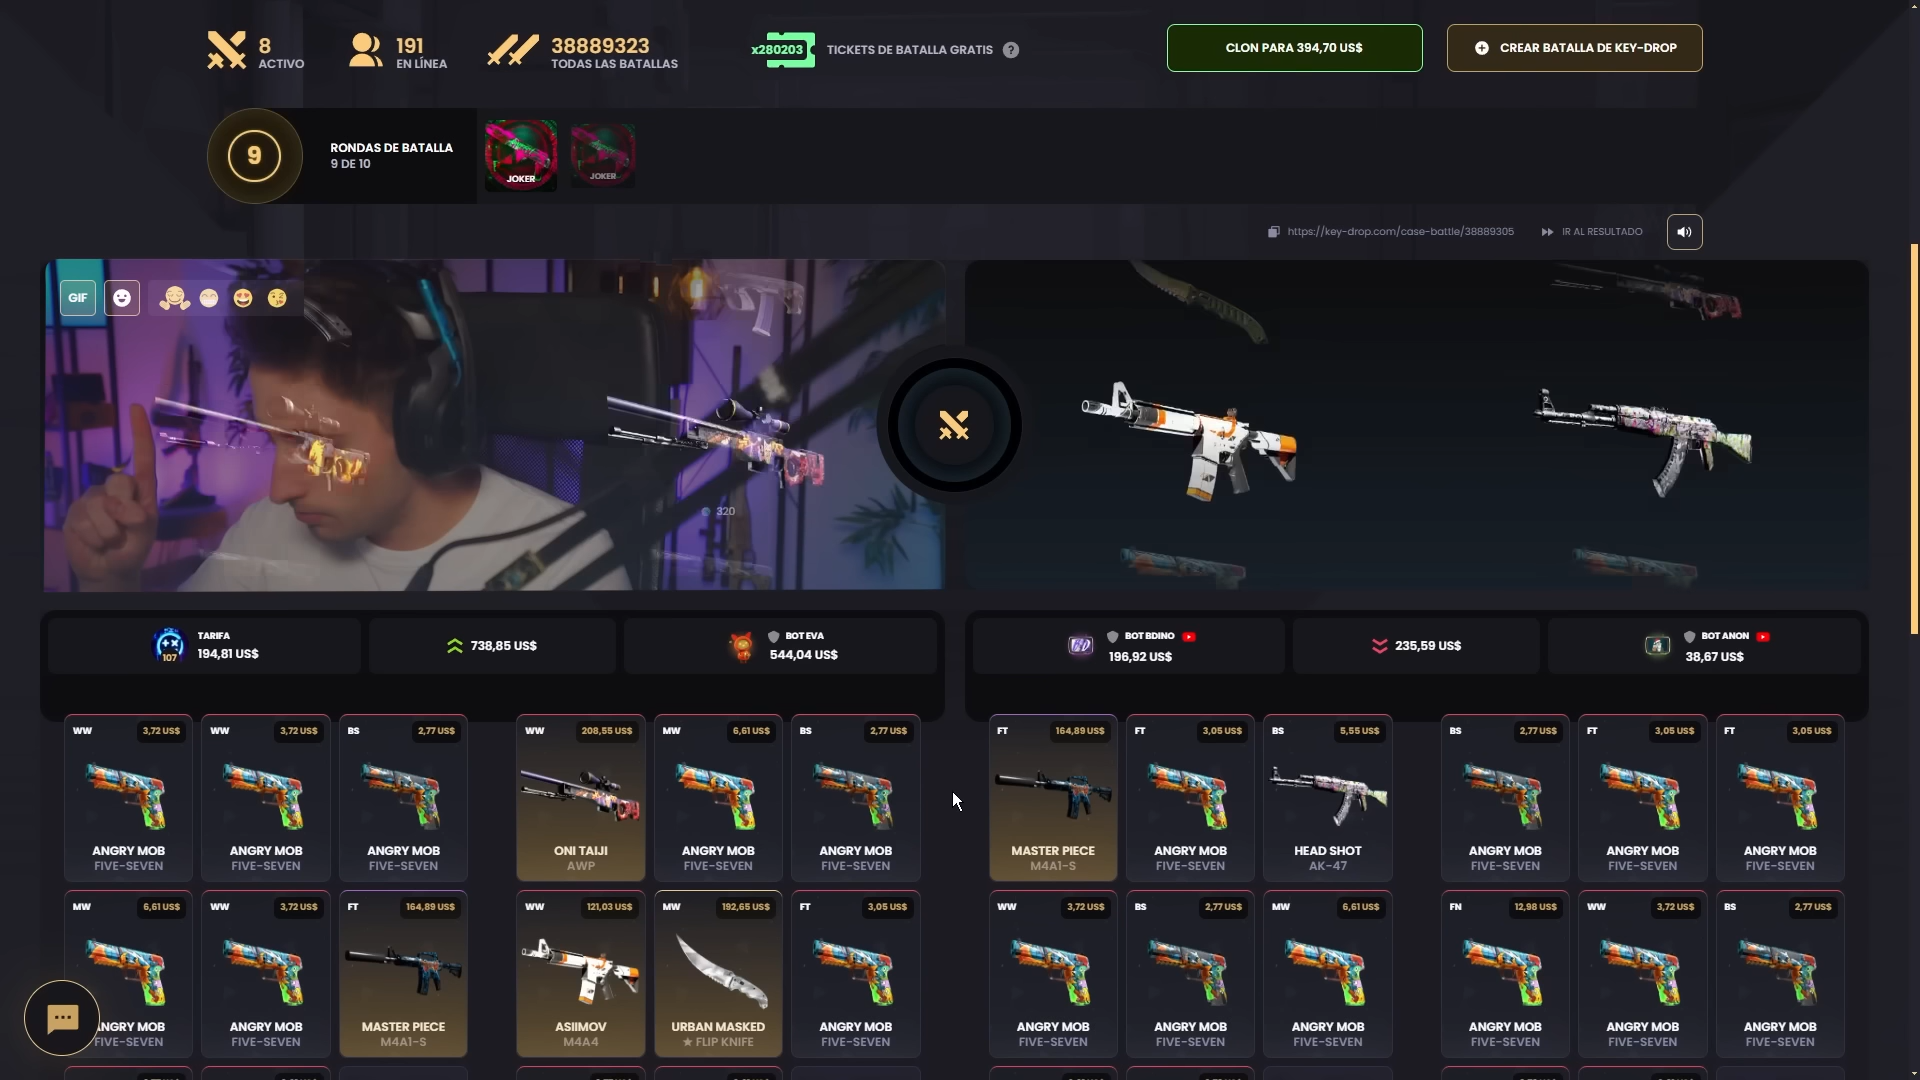 8
ACTIVO
191
EN LÍNEA
38889323
TODAS LAS BATALLAS
x280203
TICKETS DE BATALLA GRATIS
?
CLON PARA 394,70 US$
CREAR BATALLA DE KEY-DROP
9
RONDAS DE BATALLA
9 DE 10
JOKER
JOKER
https://key-drop.com/case-battle/38889305
IR AL RESULTADO
GIF
320
TARIFA
107
194,81 US$
738,85 US$
BOT EVA
544,04 US$
BOT BDINO
196,92 US$
235,59 US$
BOT ANON
38,67 US$
WW 3,72 US$
ANGRY MOB
FIVE-SEVEN
WW 3,72 US$
ANGRY MOB
FIVE-SEVEN
BS 2,77 US$
ANGRY MOB
FIVE-SEVEN
WW 208,55 US$
ONI TAIJI
AWP
MW 6,61 US$
ANGRY MOB
FIVE-SEVEN
BS 2,77 US$
ANGRY MOB
FIVE-SEVEN
FT 164,89 US$
MASTER PIECE
M4A1-S
FT 3,05 US$
ANGRY MOB
FIVE-SEVEN
BS 5,55 US$
HEAD SHOT
AK-47
BS 2,77 US$
ANGRY MOB
FIVE-SEVEN
FT 3,05 US$
ANGRY MOB
FIVE-SEVEN
FT 3,05 US$
ANGRY MOB
FIVE-SEVEN
MW 6,61 US$
ANGRY MOB
FIVE-SEVEN
WW 3,72 US$
ANGRY MOB
FIVE-SEVEN
FT 164,89 US$
MASTER PIECE
M4A1-S
WW 121,03 US$
ASIIMOV
M4A4
MW 192,65 US$
URBAN MASKED
★ FLIP KNIFE
FT 3,05 US$
ANGRY MOB
FIVE-SEVEN
WW 3,72 US$
ANGRY MOB
FIVE-SEVEN
BS 2,77 US$
ANGRY MOB
FIVE-SEVEN
MW 6,61 US$
ANGRY MOB
FIVE-SEVEN
FN 12,98 US$
ANGRY MOB
FIVE-SEVEN
WW 3,72 US$
ANGRY MOB
FIVE-SEVEN
BS 2,77 US$
ANGRY MOB
FIVE-SEVEN